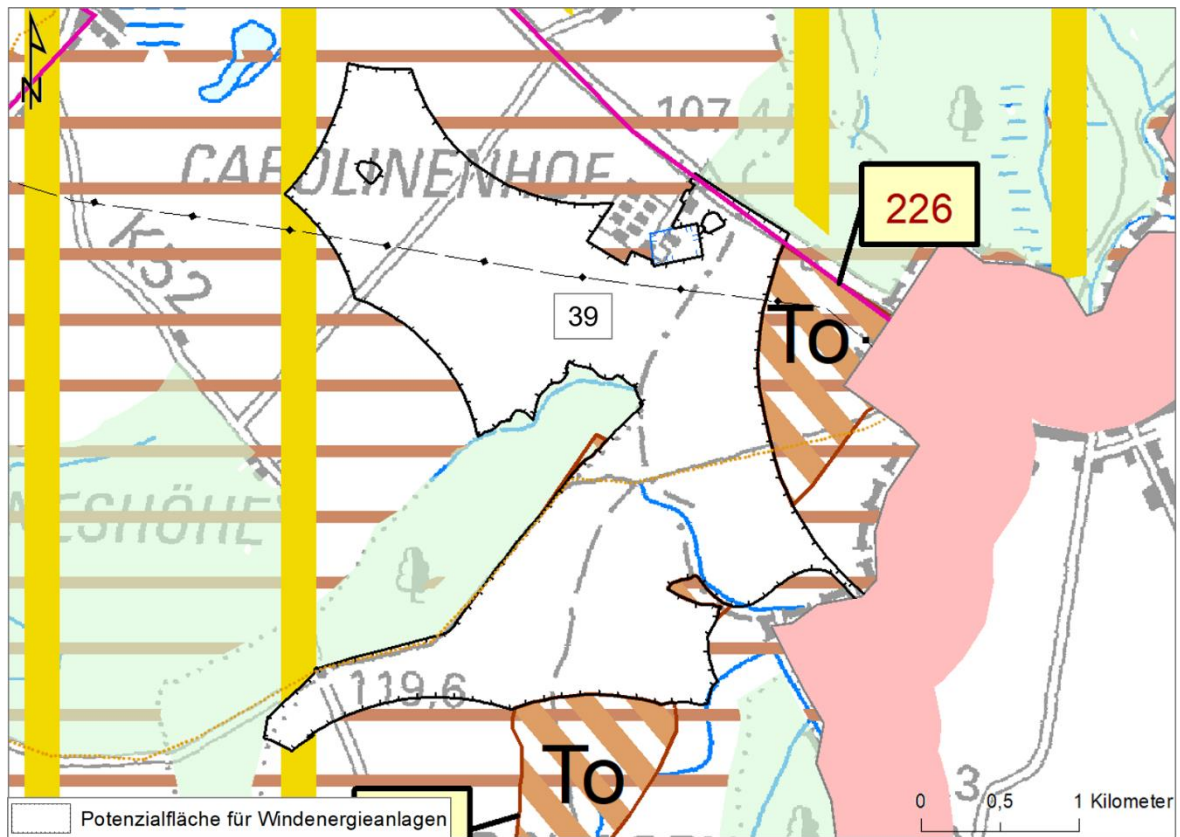 N
107,4
CAROLINENHOF
226
K52
39
To
ESHÖHE
119,6
To
3
0 0,5 1 Kilometer
Potenzialfläche für Windenergieanlagen